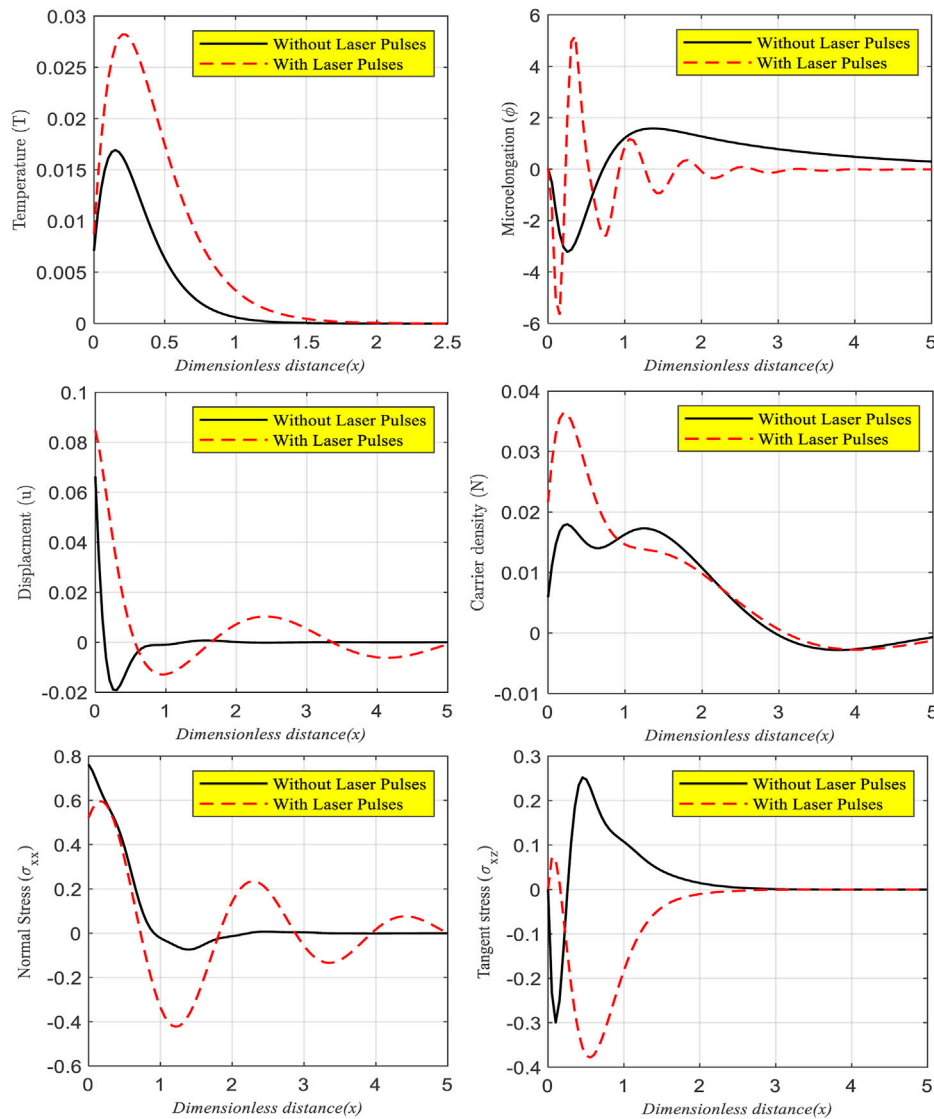 0.03
0.025
0.02
0.015
0.01
0.005
0
Temperature (T)
Without Laser Pulses
With Laser Pulses
0 0.5 1 1.5 2 2.5
Dimensionless distance(x)
6
4
2
0
-2
-4
-6
Microelongation (ϕ)
Without Laser Pulses
With Laser Pulses
0 1 2 3 4 5
Dimensionless distance(x)
0.1
0.08
0.06
0.04
0.02
0
-0.02
Displacment (u)
Without Laser Pulses
With Laser Pulses
0 1 2 3 4 5
Dimensionless distance(x)
0.04
0.03
0.02
0.01
0
-0.01
Carrier density (N)
Without Laser Pulses
With Laser Pulses
0 1 2 3 4 5
Dimensionless distance(x)
0.8
0.6
0.4
0.2
0
-0.2
-0.4
-0.6
Normal Stress (σxx)
Without Laser Pulses
With Laser Pulses
0 1 2 3 4 5
Dimensionless distance(x)
0.3
0.2
0.1
0
-0.1
-0.2
-0.3
-0.4
Tangent stress (σxz)
Without Laser Pulses
With Laser Pulses
0 1 2 3 4 5
Dimensionless distance(x)